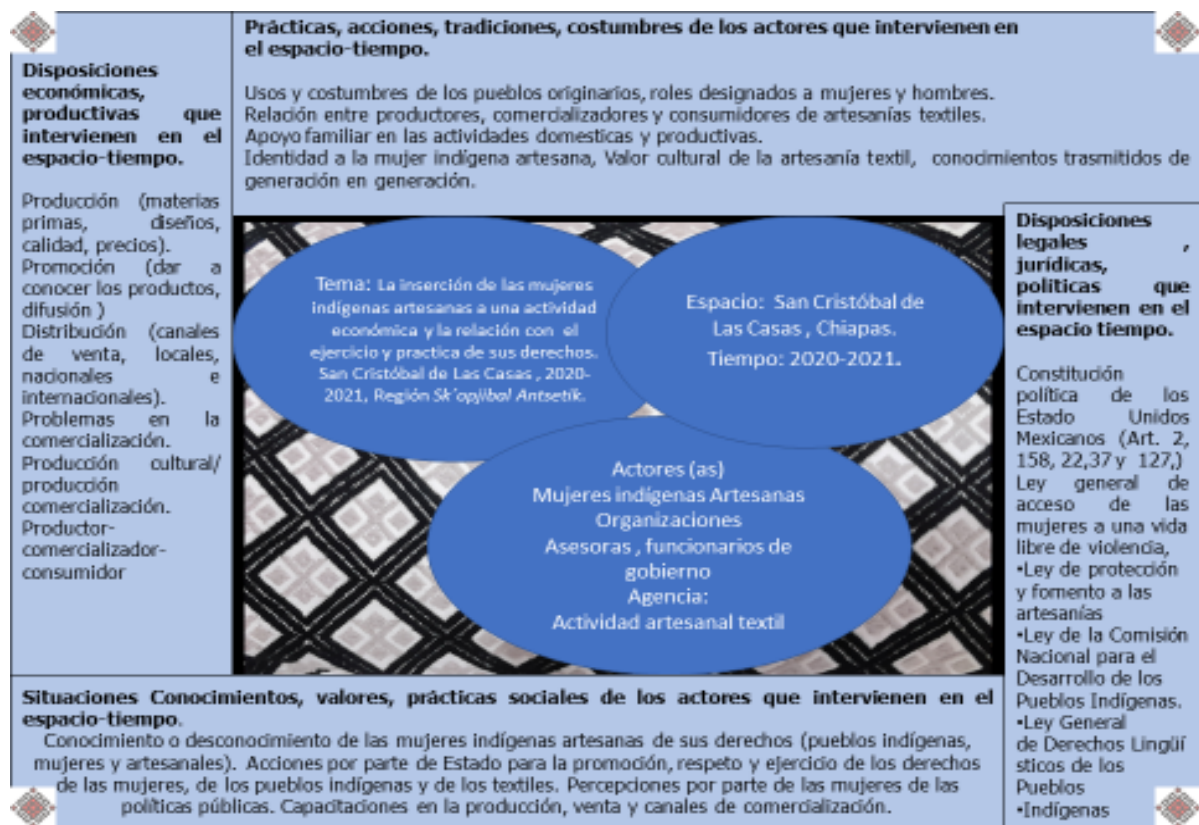 Prácticas, acciones, tradiciones, costumbres de los actores que intervienen en
el espacio-tiempo.
Usos y costumbres de los pueblos originarios, roles designados a mujeres y hombres.
Relación entre productores, comercializadores y consumidores de artesanías textiles.
Apoyo familiar en las actividades domesticas y productivas.
Identidad a la mujer indígena artesana, Valor cultural de la artesanía textil, conocimientos trasmitidos de
generación en generación.
Disposiciones
económicas,
productivas que
intervienen en el
espacio-tiempo.
Producción (materias
primas, diseños,
calidad, precios).
Promoción (dar a
conocer los productos,
difusión )
Distribución (canales
de venta, locales,
nacionales e
internacionales).
Problemas en la
comercialización.
Producción cultural/
producción
comercialización.
Productor-
comercializador-
consumidor
Tema: La inserción de las mujeres
indígenas artesanas a una actividad
económica y la relación con el
ejercicio y practica de sus derechos.
San Cristóbal de Las Casas , 2020-
2021, Región Sk´opjibal Antsetik.
Espacio: San Cristóbal de
Las Casas , Chiapas.
Tiempo: 2020-2021.
Actores (as)
Mujeres indígenas Artesanas
Organizaciones
Asesoras , funcionarios de
gobierno
Agencia:
Actividad artesanal textil
Disposiciones
legales ,
jurídicas,
políticas que
intervienen en el
espacio tiempo.
Constitución
política de los
Estado Unidos
Mexicanos (Art. 2,
158, 22,37 y 127,)
Ley general de
acceso de las
mujeres a una vida
libre de violencia,
•Ley de protección
y fomento a las
artesanías
•Ley de la Comisión
Nacional para el
Desarrollo de los
Pueblos Indígenas.
•Ley General
de Derechos Lingüí
sticos de los
Pueblos
•Indígenas
Situaciones Conocimientos, valores, prácticas sociales de los actores que intervienen en el
espacio-tiempo.
Conocimiento o desconocimiento de las mujeres indígenas artesanas de sus derechos (pueblos indígenas,
mujeres y artesanales). Acciones por parte de Estado para la promoción, respeto y ejercicio de los derechos
de las mujeres, de los pueblos indígenas y de los textiles. Percepciones por parte de las mujeres de las
políticas públicas. Capacitaciones en la producción, venta y canales de comercialización.